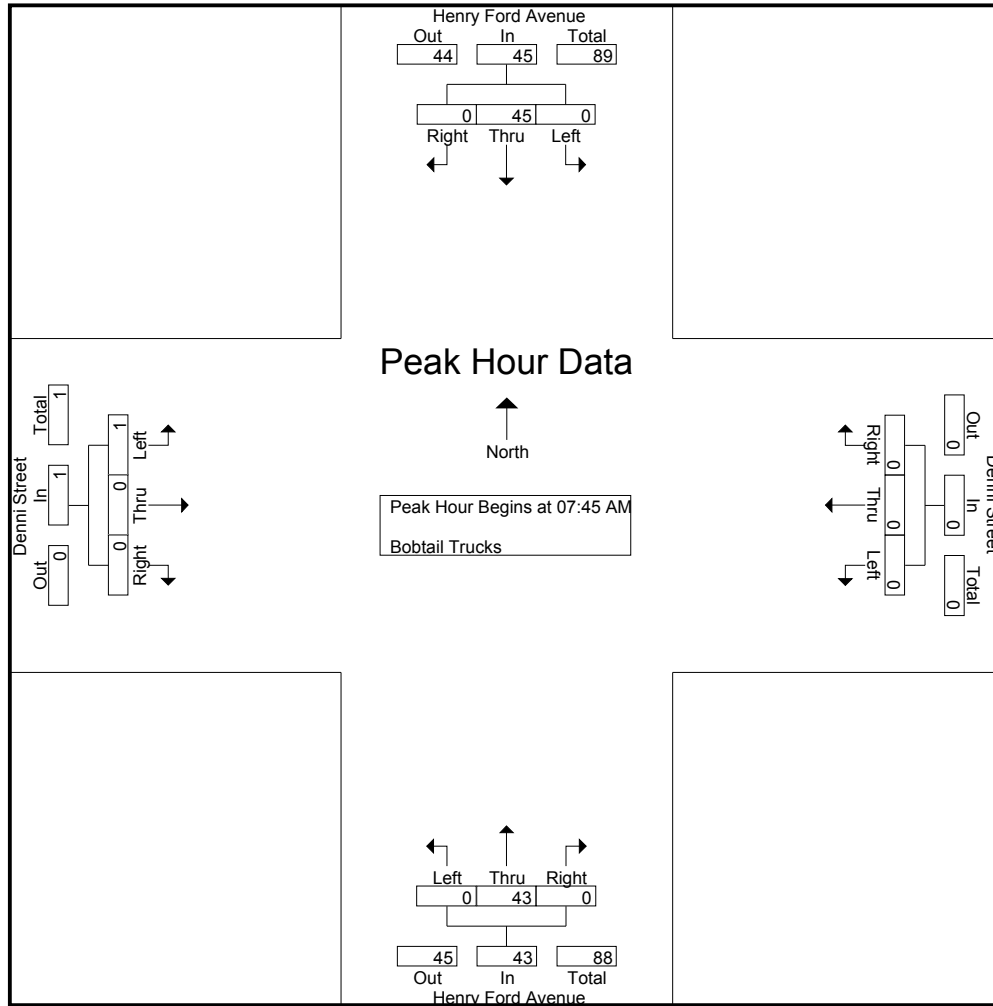 Henry Ford Avenue
Out In Total
44 45 89
0 45 0
Right Thru Left
Peak Hour Data
North
Peak Hour Begins at 07:45 AM
Bobtail Trucks
Denni Street
Total In Out
1 1 0
1 0 0
Left Thru Right
Right Thru Left
0 0 0
Out In Total
0 0 0
Denni Street
Left Thru Right
0 43 0
45 43 88
Out In Total
Henry Ford Avenue